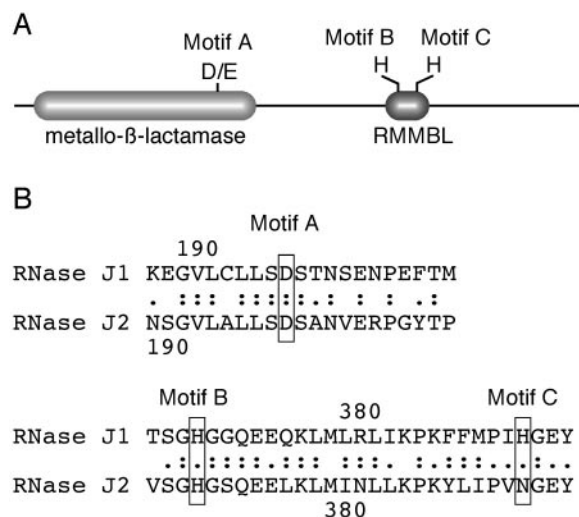 A
Motif A
D/E
Motif B Motif C
H H
metallo-ß-lactamase RMMBL
B
Motif A
190
RNase J1 KEGVLCLLSDSTNSENPEFTM
. :: :::::.: : . .:
RNase J2 NSGVLALLSDSANVERPGYTP
190
Motif B Motif C
380
RNase J1 TSGHGGQEEQKLMLRLIKPKFFMPIHGEY
RNase J2 VSGHGSQEELKLMINLLKPKYLIPVNGEY
380